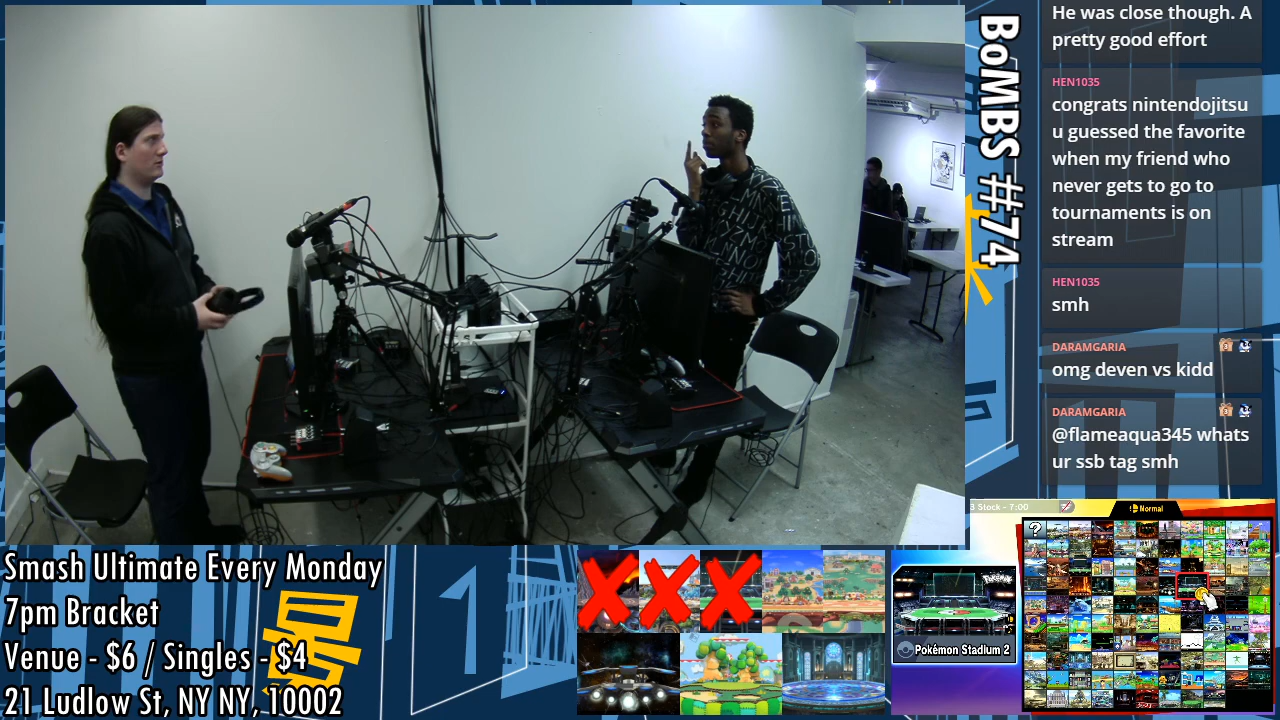 He was close though. A
pretty good effort
HEN1035
congrats nintendojitsu
u guessed the favorite
when my friend who
never gets to go to
tournaments is on
stream
HEN1035
smh
DARAMGARIA
omg deven vs kidd
DARAMGARIA
@flameaqua345 whats
ur ssb tag smh
BoMBS #74
3 Stock - 7:00
Normal
Pokémon
Pokémon Stadium 2
Smash Ultimate Every Monday
7pm Bracket
Venue - $6 / Singles - $4
21 Ludlow St, NY NY, 10002